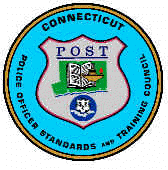 CONNECTICUT
POST
POLICE OFFICER STANDARDS AND TRAINING COUNCIL